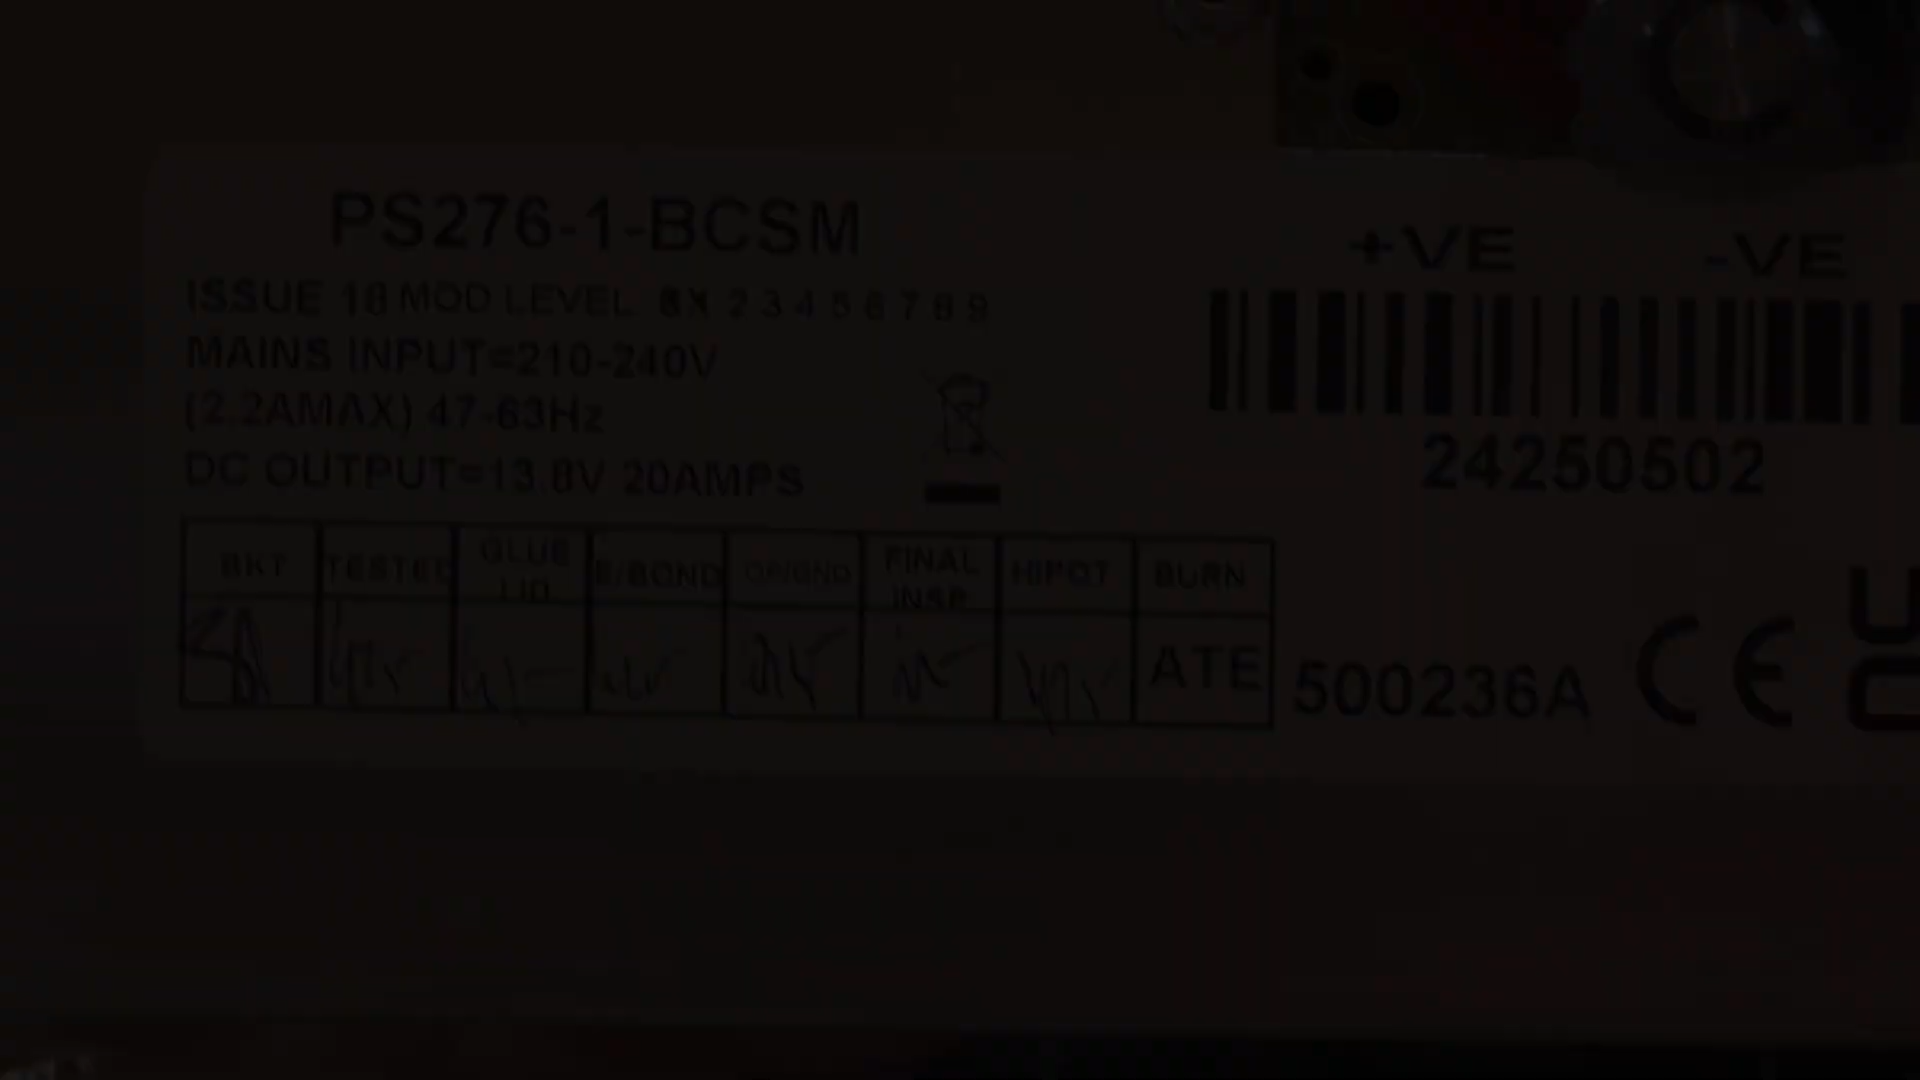 PS276-1-BCSM
ISSUE 18 MOD LEVEL 2 3 4 5 6 7 8 9
MAINS INPUT=210-240V
(2.2AMAX) 47-63Hz
DC OUTPUT=13.8V 20AMPS
+VE -VE
24250502
BKT TESTED GLUE LID E/BOND OP/GND FINAL INSP HIPOT BURN
ATE
500236A
CE